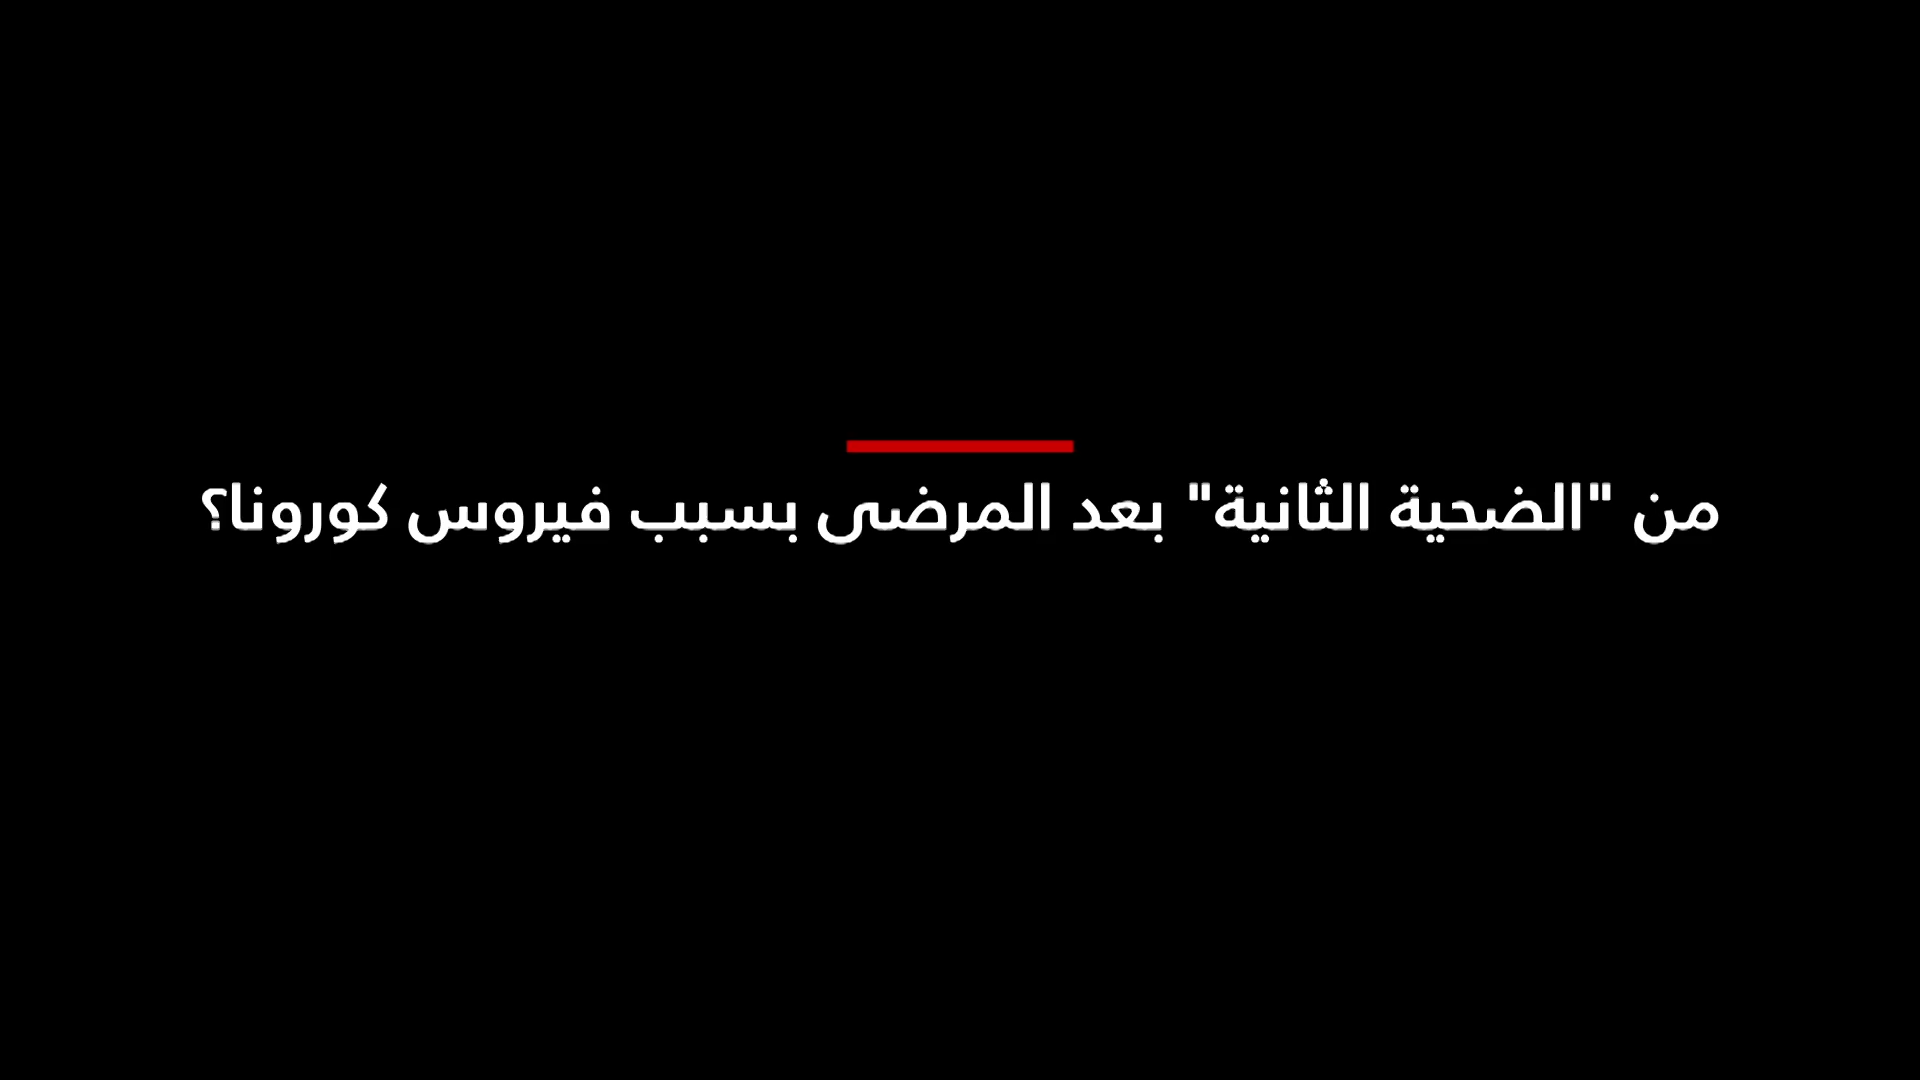 من "الضحية الثانية" بعد المرضى بسبب فيروس كورونا؟